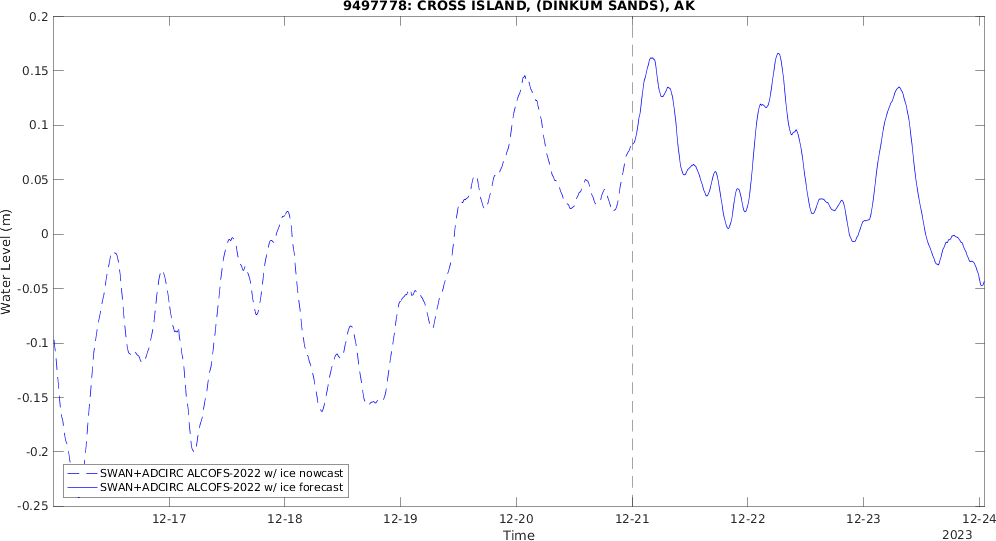 9497778: CROSS ISLAND, (DINKUM SANDS), AK
0.2
0.15
0.1
0.05
0
-0.05
-0.1
-0.15
-0.2
-0.25
Water Level (m)
SWAN+ADCIRC ALCOFS-2022 w/ ice nowcast
SWAN+ADCIRC ALCOFS-2022 w/ ice forecast
12-17 12-18 12-19 12-20 12-21 12-22 12-23 12-24
Time
2023